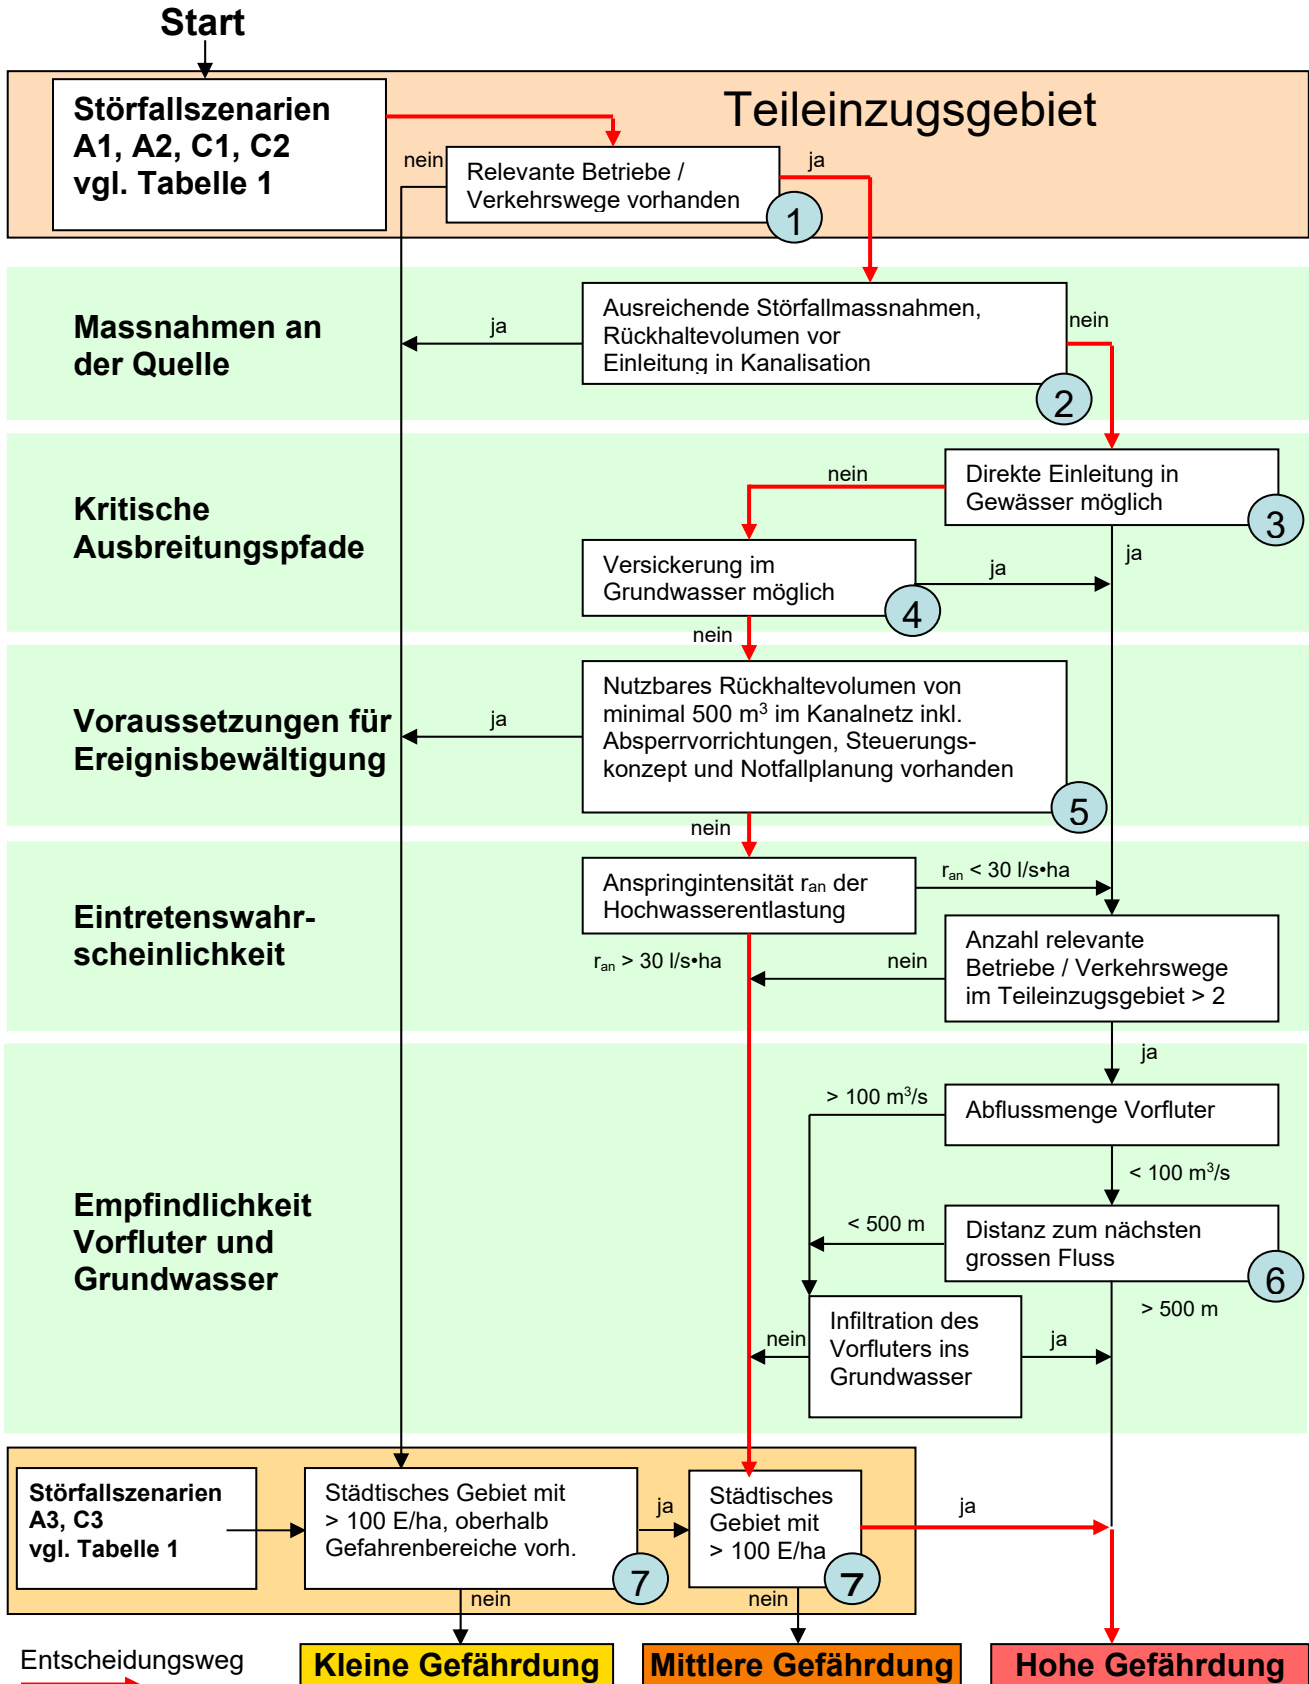 Start
Störfallszenarien
A1, A2, C1, C2
vgl. Tabelle 1
Teileinzugsgebiet
nein
Relevante Betriebe /
Verkehrswege vorhanden
ja
1
Massnahmen an
der Quelle
ja
Ausreichende Störfallmassnahmen,
Rückhaltevolumen vor
Einleitung in Kanalisation
nein
2
Kritische
Ausbreitungspfade
nein
Direkte Einleitung in
Gewässer möglich
3
ja
Versickerung im
Grundwasser möglich
ja
4
nein
Voraussetzungen für
Ereignisbewältigung
ja
Nutzbares Rückhaltevolumen von
minimal 500 m³ im Kanalnetz inkl.
Absperrvorrichtungen, Steuerungs-
konzept und Notfallplanung vorhanden
5
nein
Eintretenswahr-
scheinlichkeit
Anspringintensität ran der
Hochwasserentlastung
ran < 30 l/s•ha
ran > 30 l/s•ha
nein
Anzahl relevante
Betriebe / Verkehrswege
im Teileinzugsgebiet > 2
ja
Empfindlichkeit
Vorfluter und
Grundwasser
> 100 m³/s
Abflussmenge Vorfluter
< 100 m³/s
< 500 m
Distanz zum nächsten
grossen Fluss
6
> 500 m
nein
Infiltration des
Vorfluters ins
Grundwasser
ja
Störfallszenarien
A3, C3
vgl. Tabelle 1
Städtisches Gebiet mit
> 100 E/ha, oberhalb
Gefahrenbereiche vorh.
7
ja
Städtisches
Gebiet mit
> 100 E/ha
7
ja
nein
nein
Entscheidungsweg
Kleine Gefährdung
Mittlere Gefährdung
Hohe Gefährdung